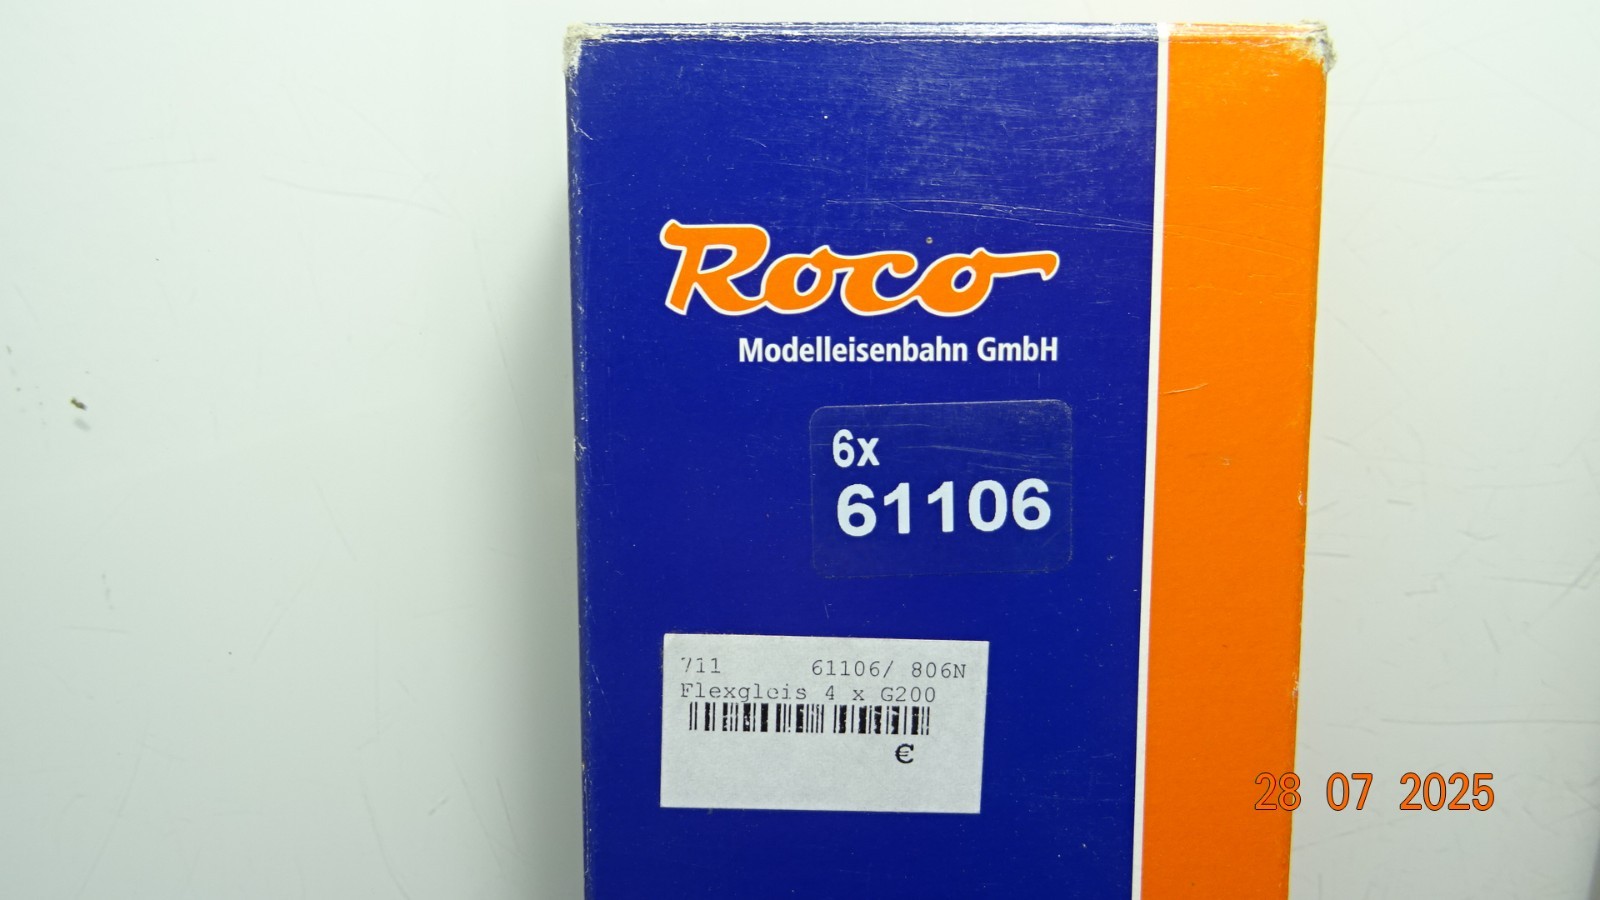 Roco
Modelleisenbahn GmbH
6x
61106
711 61106/ 806N
Flexgleis 4 x G200
€
28 07 2025